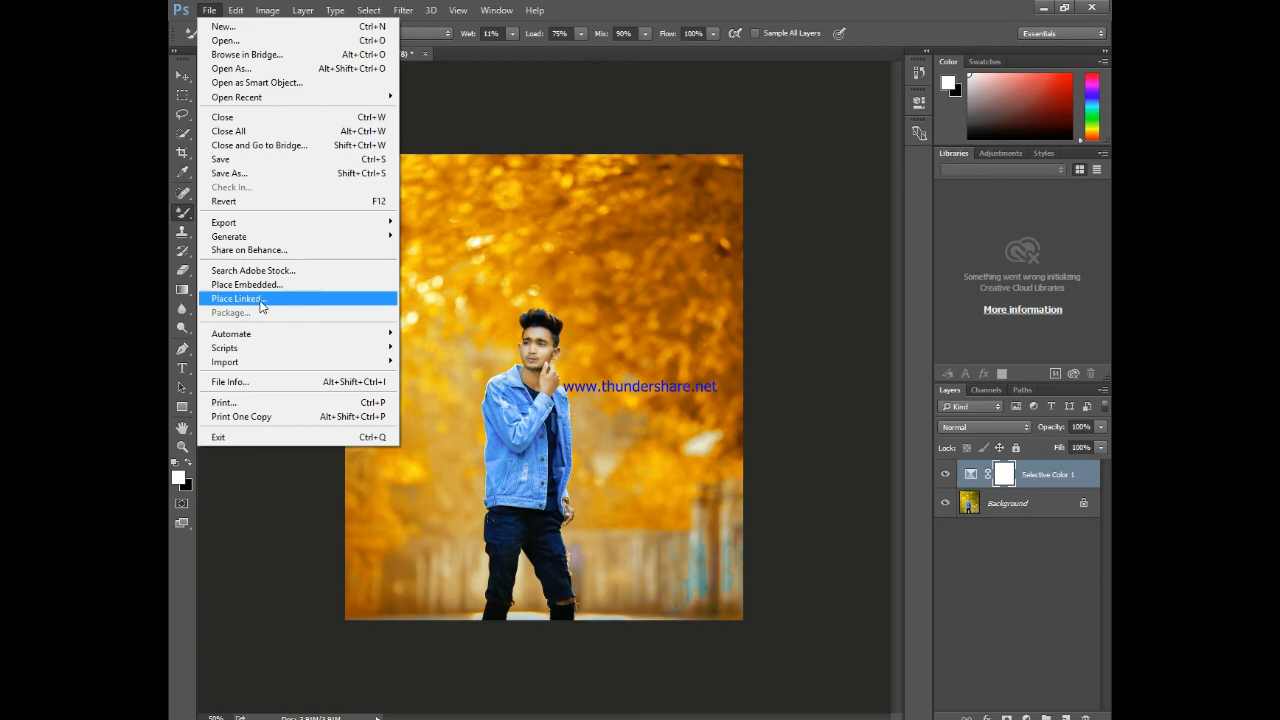 Ps File Edit Image Layer Type Select Filter 3D View Window Help
Wet: 11% Load: 75% Mix: 90% Flow: 100% Sample All Layers Essentials
8) * ×
New... Ctrl+N
Open... Ctrl+O
Browse in Bridge... Alt+Ctrl+O
Open As... Alt+Shift+Ctrl+O
Open as Smart Object...
Open Recent
Close Ctrl+W
Close All Alt+Ctrl+W
Close and Go to Bridge... Shift+Ctrl+W
Save Ctrl+S
Save As... Shift+Ctrl+S
Check In...
Revert F12
Export
Generate
Share on Behance...
Search Adobe Stock...
Place Embedded...
Place Linked...
Package...
Automate
Scripts
Import
File Info... Alt+Shift+Ctrl+I
Print... Ctrl+P
Print One Copy Alt+Shift+Ctrl+P
Exit Ctrl+Q
www.thundershare.net
Color Swatches
Libraries Adjustments Styles
Something went wrong initializing
Creative Cloud Libraries
More information
Layers Channels Paths
Kind
Normal Opacity: 100%
Lock: Fill: 100%
Selective Color 1
Background
50%